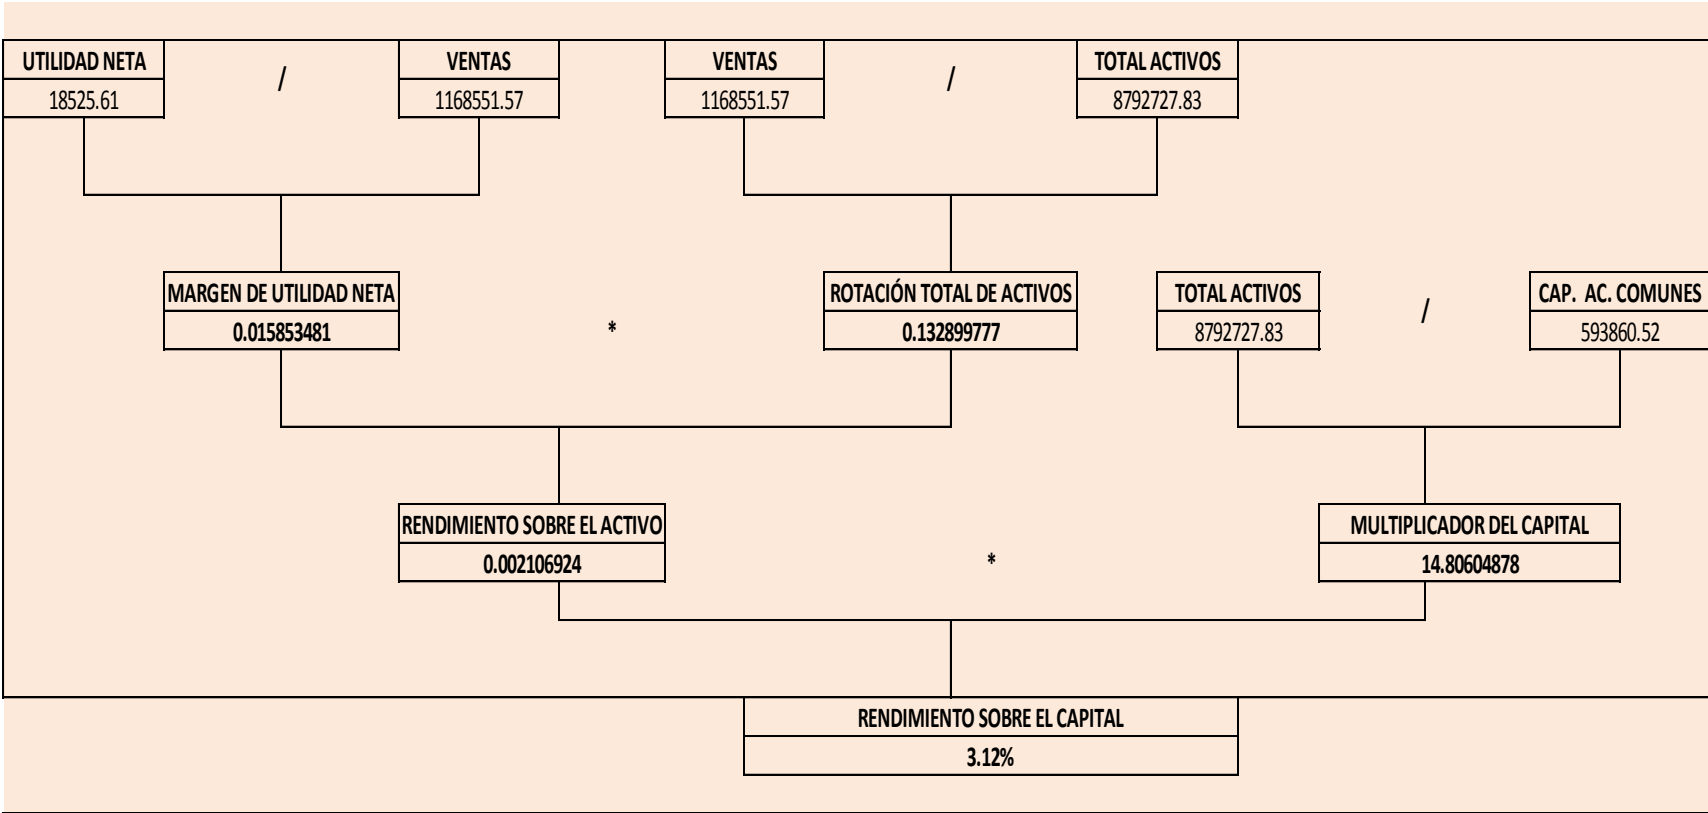 UTILIDAD NETA / VENTAS VENTAS / TOTAL ACTIVOS
18525.61 1168551.57 1168551.57 8792727.83
MARGEN DE UTILIDAD NETA * ROTACIÓN TOTAL DE ACTIVOS TOTAL ACTIVOS / CAP. AC. COMUNES
0.015853481 0.132899777 8792727.83 593860.52
RENDIMIENTO SOBRE EL ACTIVO * MULTIPLICADOR DEL CAPITAL
0.002106924 14.80604878
RENDIMIENTO SOBRE EL CAPITAL
3.12%